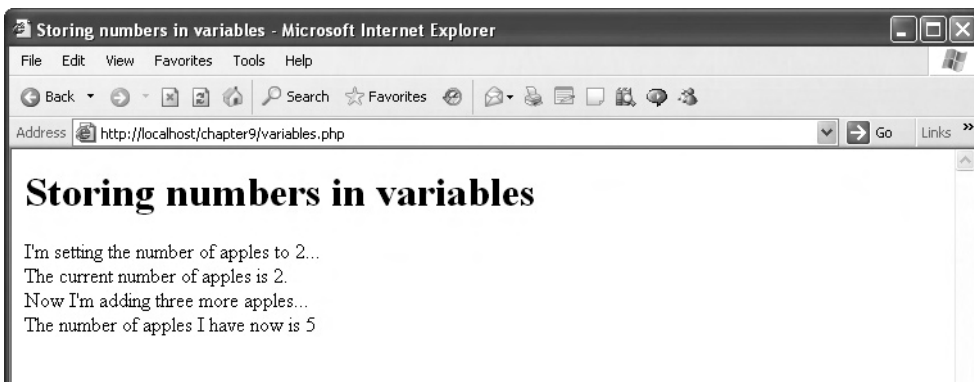 Storing numbers in variables - Microsoft Internet Explorer
File Edit View Favorites Tools Help
Back Search Favorites
Address http://localhost/chapter9/variables.php Go Links »
Storing numbers in variables
I'm setting the number of apples to 2...
The current number of apples is 2.
Now I'm adding three more apples...
The number of apples I have now is 5